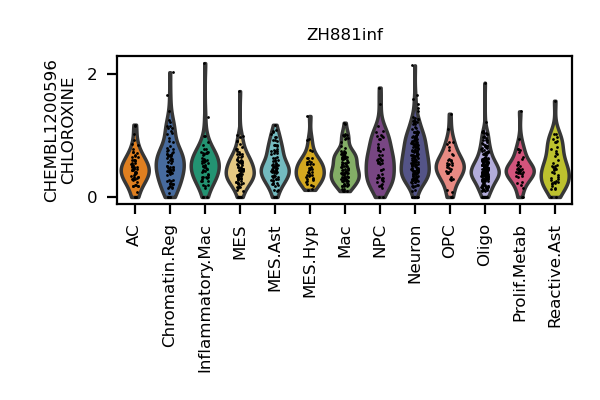 ZH881inf
CHEMBL1200596
CHLOROXINE
2
0
AC
Chromatin.Reg
Inflammatory.Mac
MES
MES.Ast
MES.Hyp
Mac
NPC
Neuron
OPC
Oligo
Prolif.Metab
Reactive.Ast